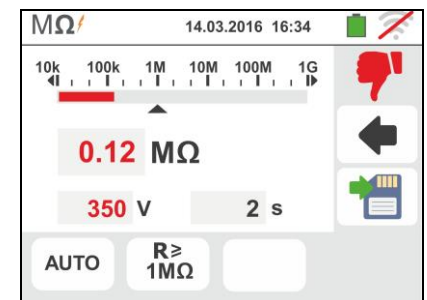 MΩ 14.03.2016 16:34
10k 100k 1M 10M 100M 1G
0.12 MΩ
350 V 2 s
AUTO R≥
1MΩ